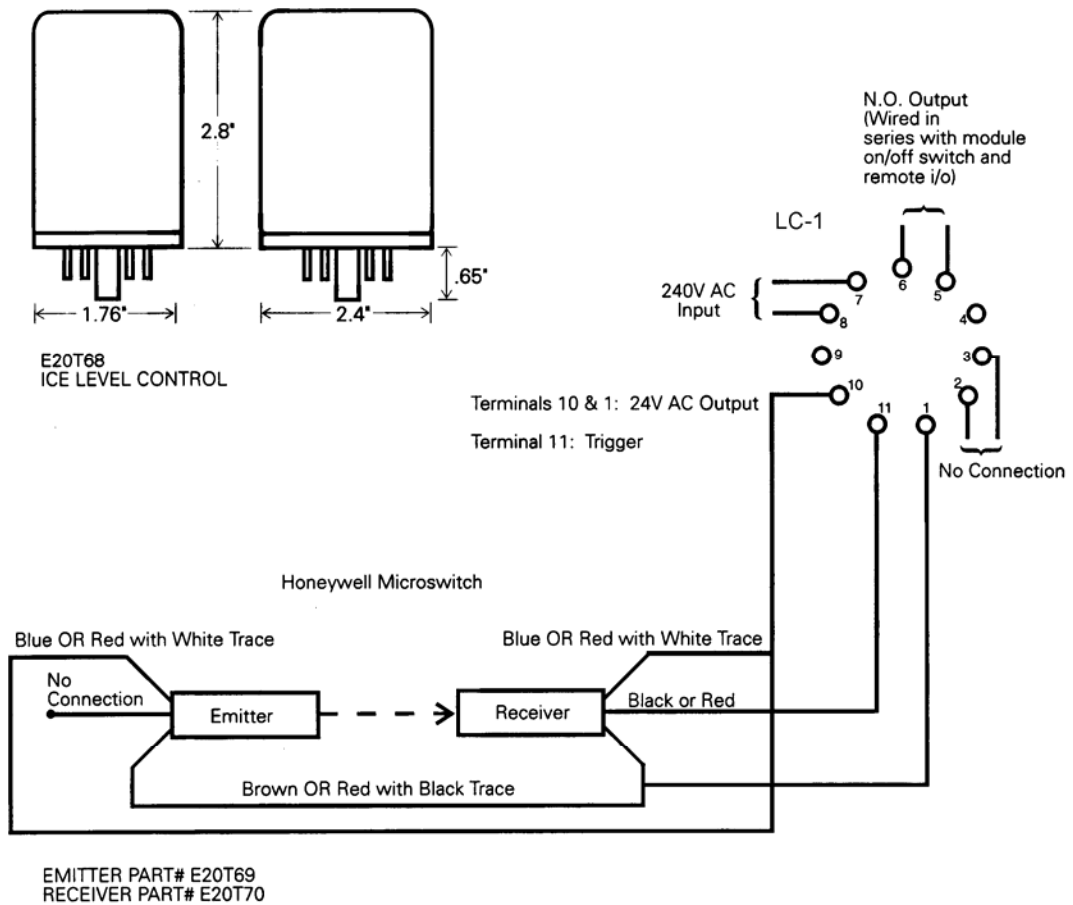 2.8"
.65"
1.76"
2.4"
E20T68
ICE LEVEL CONTROL
N.O. Output
(Wired in
series with module
on/off switch and
remote i/o)
LC-1
240V AC
Input
7
6
5
8
4
9
3
10
2
11
1
Terminals 10 & 1: 24V AC Output
Terminal 11: Trigger
No Connection
Honeywell Microswitch
Blue OR Red with White Trace
Blue OR Red with White Trace
No
Connection
Emitter
Receiver
Black or Red
Brown OR Red with Black Trace
EMITTER PART# E20T69
RECEIVER PART# E20T70